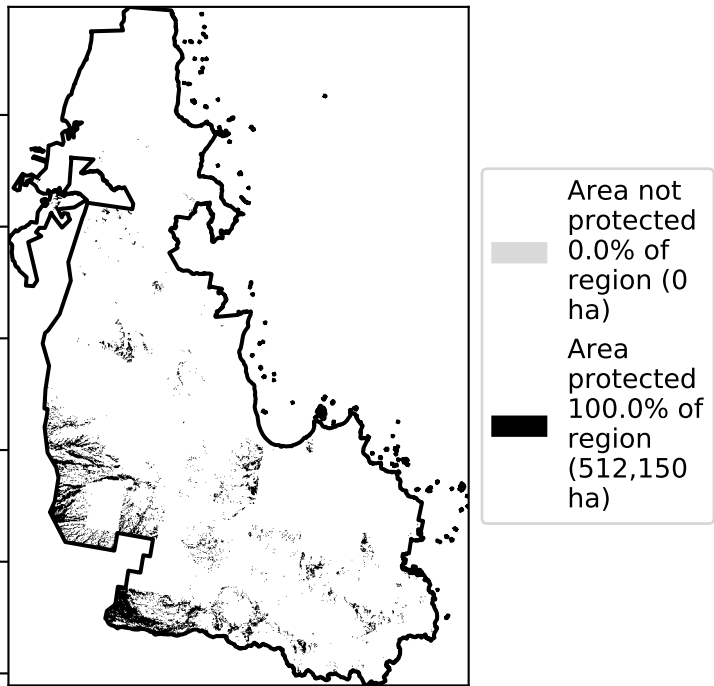 Area not
protected
0.0% of
region (0
ha)
Area
protected
100.0% of
region
(512,150
ha)